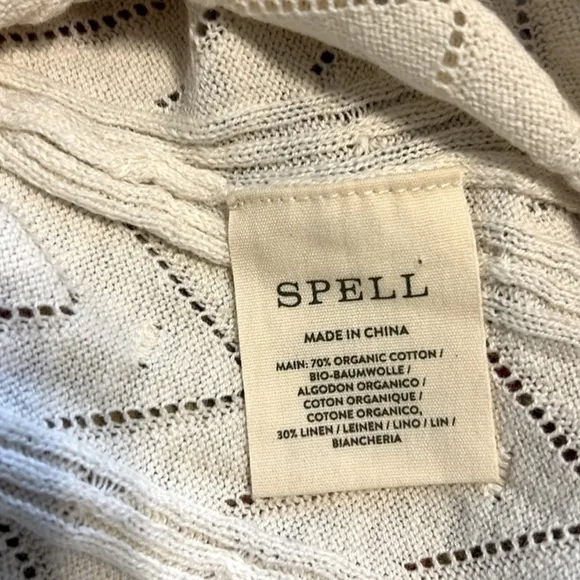 SPELL
MADE IN CHINA
MAIN: 70% ORGANIC COTTON /
BIO-BAUMWOLLE /
ALGODON ORGANICO /
COTON ORGANIQUE /
COTONE ORGANICO,
30% LINEN / LEINEN / LINO / LIN /
BIANCHERIA